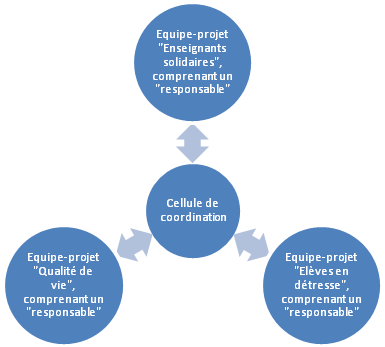 Equipe-projet
"Enseignants
solidaires",
comprenant un
"responsable"
Cellule de
coordination
Equipe-projet
"Qualité de
vie",
comprenant un
"responsable"
Equipe-projet
"Elèves en
détresse",
comprenant un
"responsable"